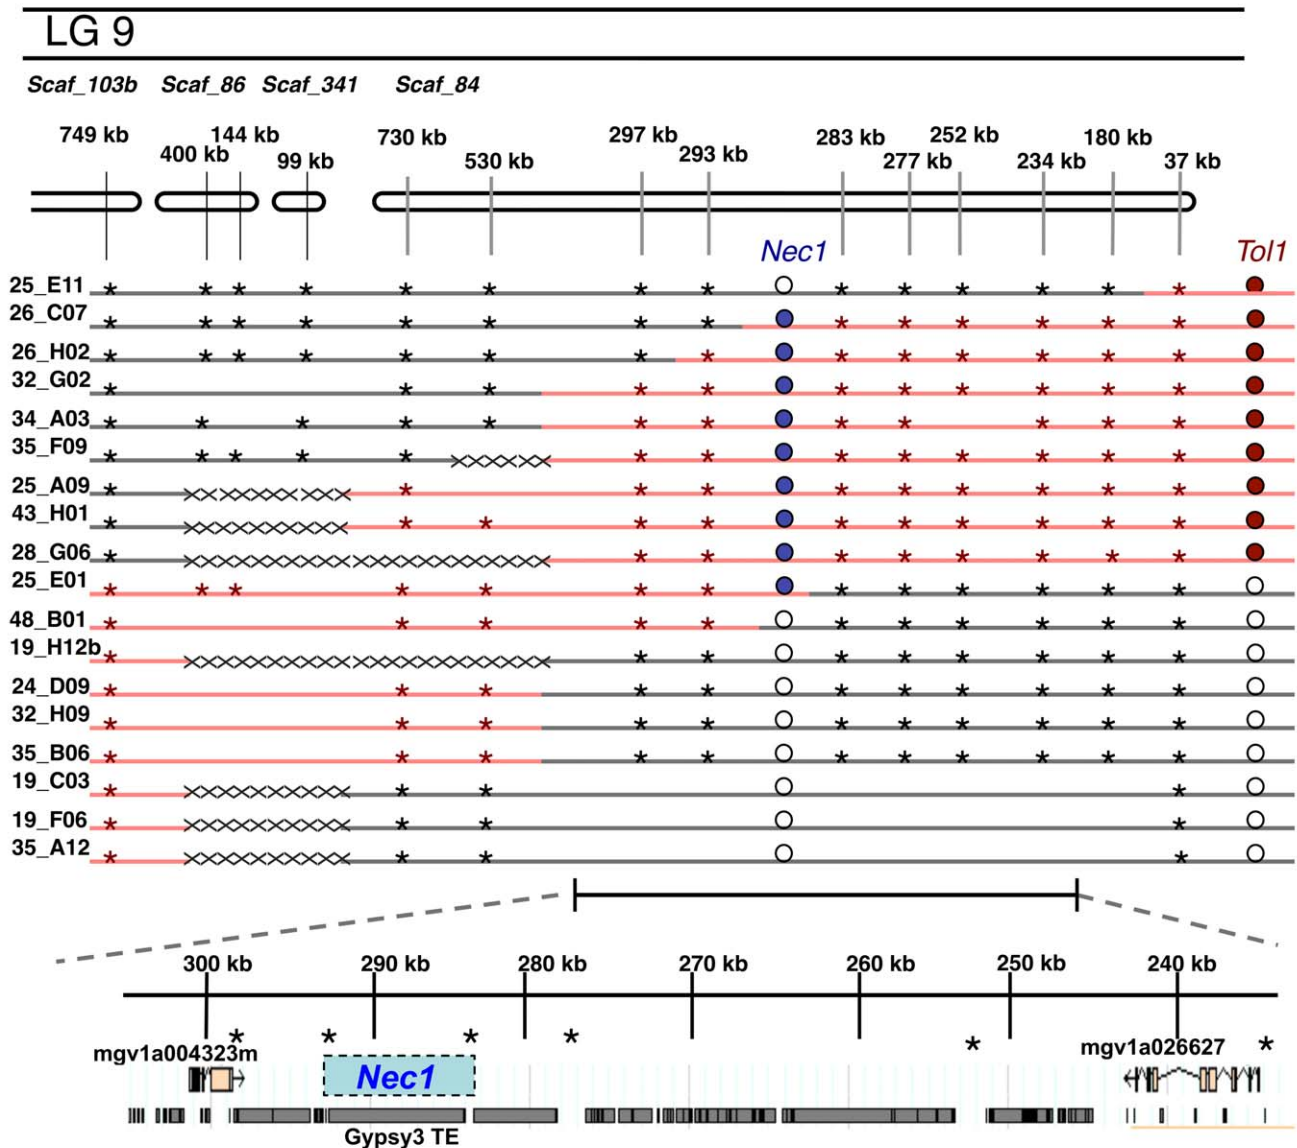 LG 9
Scaf_103b Scaf_86 Scaf_341 Scaf_84
749 kb 144 kb 730 kb 297 kb 283 kb 252 kb 180 kb
400 kb 99 kb 530 kb 293 kb 277 kb 234 kb 37 kb
Nec1 Tol1
25_E11
26_C07
26_H02
32_G02
34_A03
35_F09
25_A09
43_H01
28_G06
25_E01
48_B01
19_H12b
24_D09
32_H09
35_B06
19_C03
19_F06
35_A12
300 kb 290 kb 280 kb 270 kb 260 kb 250 kb 240 kb
mgv1a004323m mgv1a026627
Nec1
Gypsy3 TE